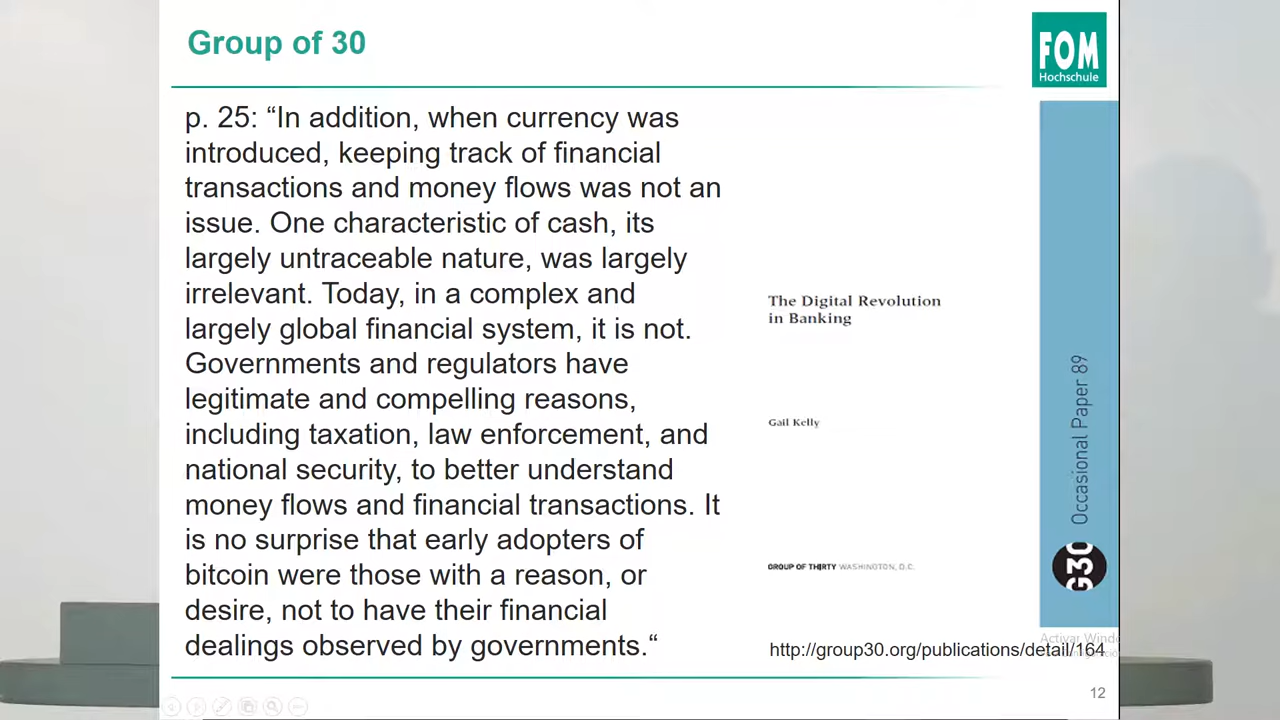 Group of 30
FOM
Hochschule
p. 25: “In addition, when currency was
introduced, keeping track of financial
transactions and money flows was not an
issue. One characteristic of cash, its
largely untraceable nature, was largely
irrelevant. Today, in a complex and
largely global financial system, it is not.
Governments and regulators have
legitimate and compelling reasons,
including taxation, law enforcement, and
national security, to better understand
money flows and financial transactions. It
is no surprise that early adopters of
bitcoin were those with a reason, or
desire, not to have their financial
dealings observed by governments.“
The Digital Revolution
in Banking
Gail Kelly
GROUP OF THIRTY WASHINGTON, D.C.
Occasional Paper 89
G30
Activar Wind
http://group30.org/publications/detail/164
12